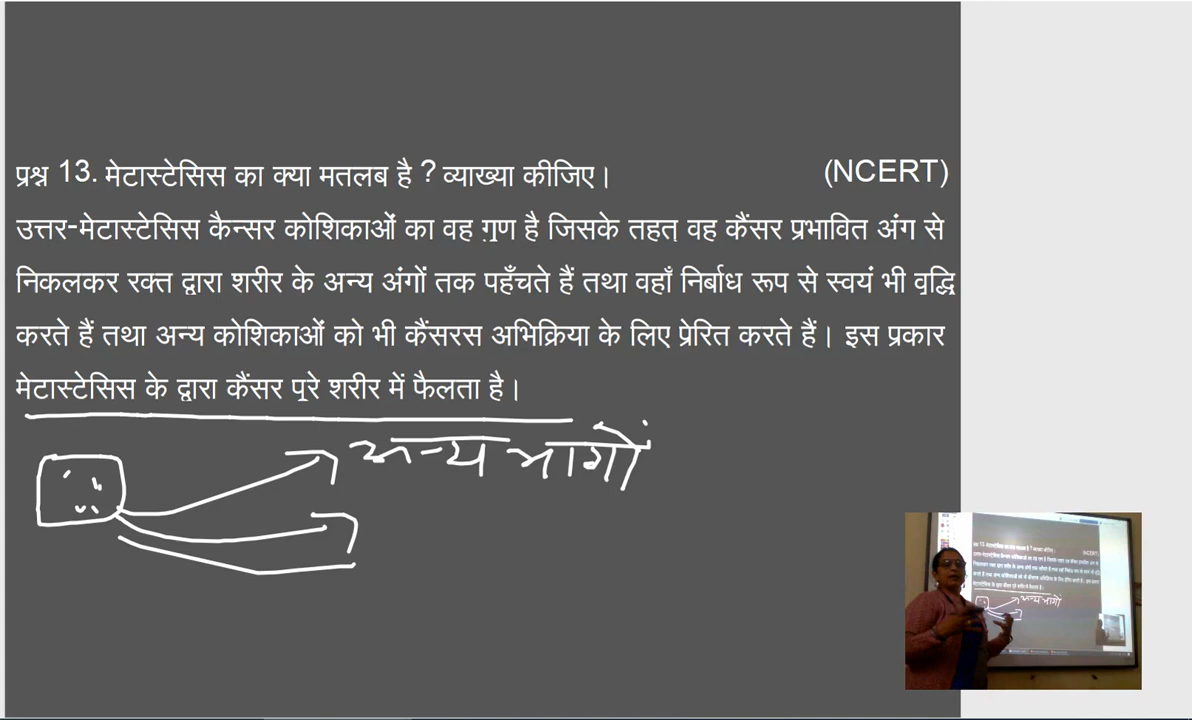 प्रश्न 13. मेटास्टेसिस का क्या मतलब है ? व्याख्या कीजिए। (NCERT)
उत्तर-मेटास्टेसिस कैन्सर कोशिकाओं का वह गुण है जिसके तहत् वह कैंसर प्रभावित अंग से
निकलकर रक्त द्वारा शरीर के अन्य अंगों तक पहुँचते हैं तथा वहाँ निर्बाध रूप से स्वयं भी वृद्धि
करते हैं तथा अन्य कोशिकाओं को भी कैंसरस अभिक्रिया के लिए प्रेरित करते हैं। इस प्रकार
मेटास्टेसिस के द्वारा कैंसर पूरे शरीर में फैलता है।
अन्य भागों